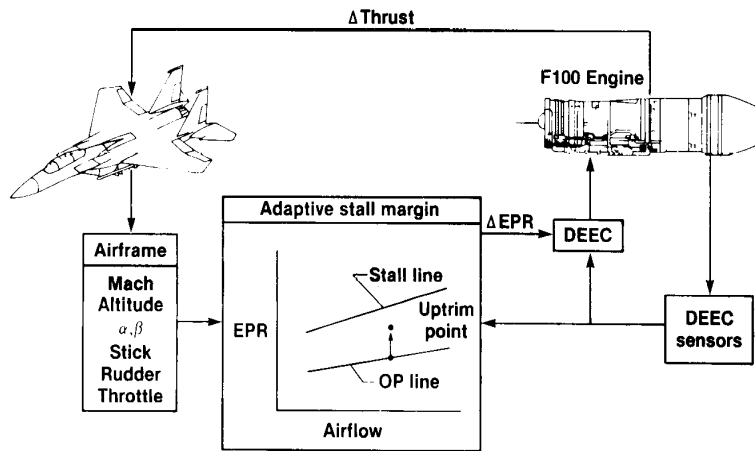 Δ Thrust
F100 Engine
Adaptive stall margin
Δ EPR
DEEC
Airframe
Mach
Altitude
α,β
Stick
Rudder
Throttle
Stall line
Uptrim
point
EPR
OP line
Airflow
DEEC
sensors